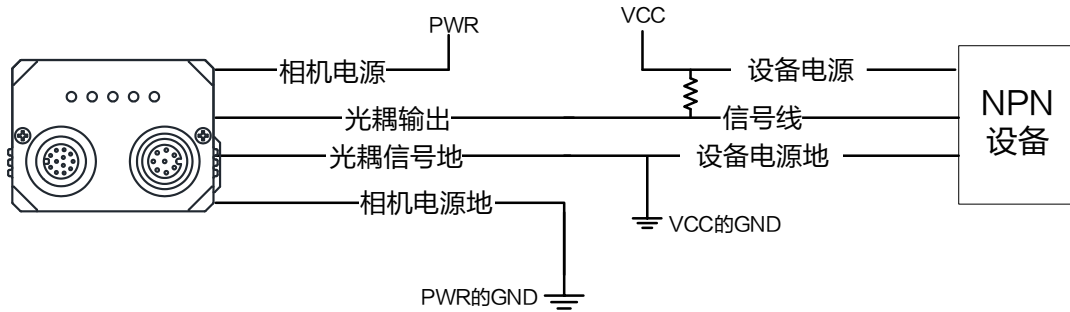 PWR
VCC
相机电源
设备电源
光耦输出
信号线
NPN
设备
光耦信号地
设备电源地
相机电源地
VCC的GND
PWR的GND